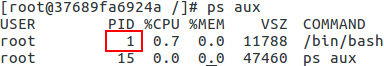 [root@37689fa6924a /]# ps aux
USER PID %CPU %MEM VSZ COMMAND
root 1 0.7 0.0 11788 /bin/bash
root 15 0.0 0.0 47460 ps aux